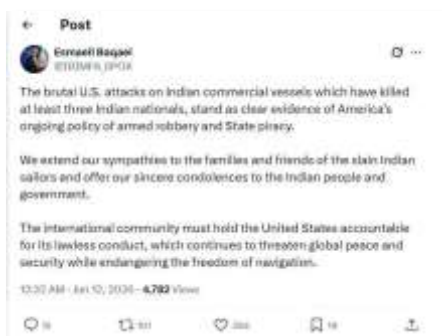 Post
Esmaeil Baqaei
The brutal U.S. attacks on Indian commercial vessels which have killed
at least three Indian nationals, stand as clear evidence of America's
ongoing policy of armed robbery and State piracy.
We extend our sympathies to the families and friends of the slain Indian
sailors and offer our sincere condolences to the Indian people and
government.
The international community must hold the United States accountable
for its lawless conduct, which continues to threaten global peace and
security while endangering the freedom of navigation.
4,782 Views